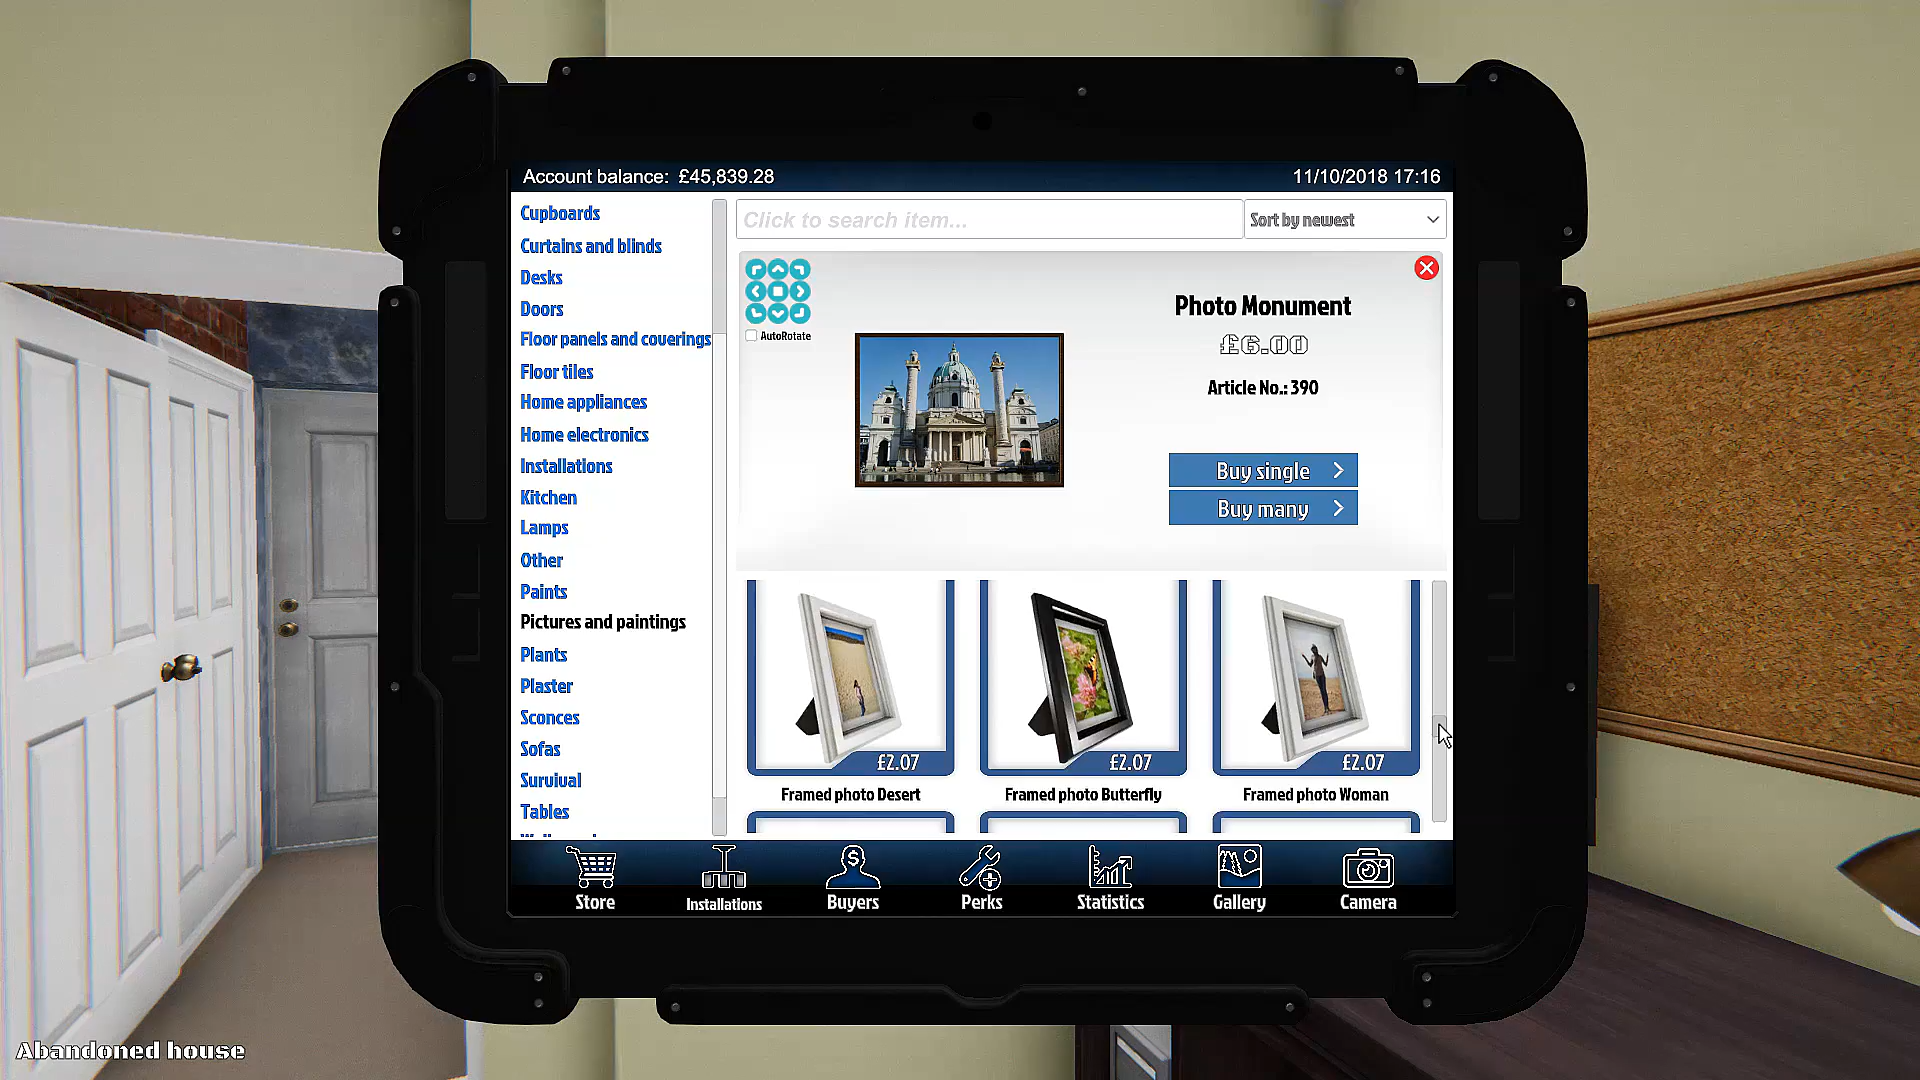 Account balance: £45,839.28
11/10/2018 17:16
Cupboards
Curtains and blinds
Desks
Doors
Floor panels and coverings
Floor tiles
Home appliances
Home electronics
Installations
Kitchen
Lamps
Other
Paints
Pictures and paintings
Plants
Plaster
Sconces
Sofas
Survival
Tables
Click to search item...
Sort by newest
AutoRotate
Photo Monument
£6.00
Article No.: 390
Buy single
Buy many
£2.07
£2.07
£2.07
Framed photo Desert
Framed photo Butterfly
Framed photo Woman
Store
Installations
Buyers
Perks
Statistics
Gallery
Camera
Abandoned house